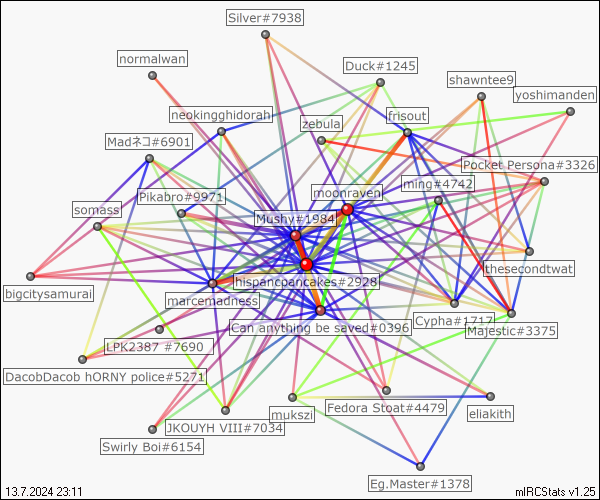 Silver#7938
normalwan
Duck#1245
shawntee9
yoshimanden
neokingghidorah
zebula
frisout
Madネコ#6901
Pocket Persona#3326
Pikabro#9971
moonraven
ming#4742
somass
Mushy#1984
thesecondtwat
hispancpancakes#2928
bigcitysamurai
marcemadness
Can anything be saved#0396
Cypha#1717
Majestic#3375
LPK2387 #7690
DacobDacob hORNY police#5271
Fedora Stoat#4479
mukszi
eliakith
JKOUYH VIII#7034
Swirly Boi#6154
Eg.Master#1378
13.7.2024 23:11
mIRCStats v1.25